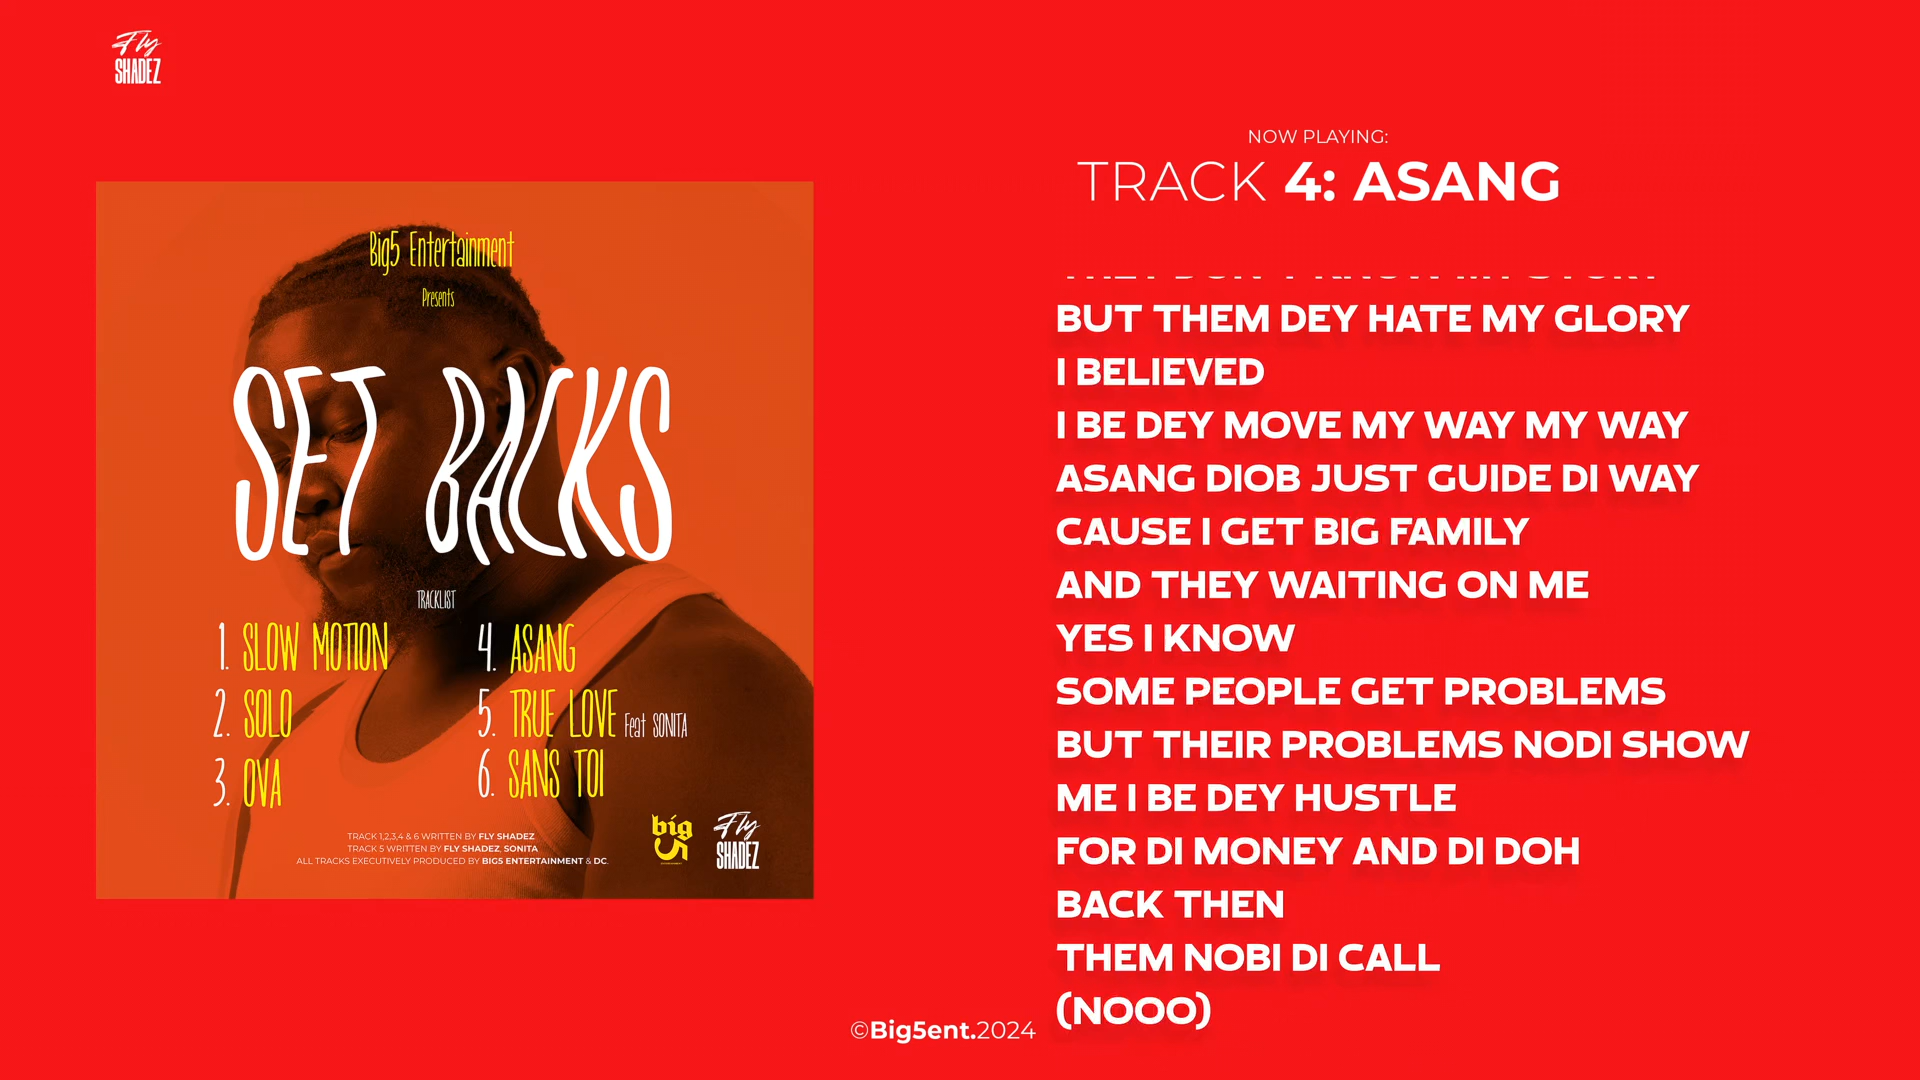 Fly
SHADEZ
NOW PLAYING:
TRACK 4: ASANG
Big5 Entertainment
Presents
SET BACKS
TRACKLIST
1. SLOW MOTION
2. SOLO
3. OVA
4. ASANG
5. TRUE LOVE Feat SONITA
6. SANS TOI
TRACK 1,2,3,4 & 6 WRITTEN BY FLY SHADEZ
TRACK 5 WRITTEN BY FLY SHADEZ, SONITA
ALL TRACKS EXECUTIVELY PRODUCED BY BIG5 ENTERTAINMENT & DC.
big
5
Fly
SHADEZ
BUT THEM DEY HATE MY GLORY
I BELIEVED
I BE DEY MOVE MY WAY MY WAY
ASANG DIOB JUST GUIDE DI WAY
CAUSE I GET BIG FAMILY
AND THEY WAITING ON ME
YES I KNOW
SOME PEOPLE GET PROBLEMS
BUT THEIR PROBLEMS NODI SHOW
ME I BE DEY HUSTLE
FOR DI MONEY AND DI DOH
BACK THEN
THEM NOBI DI CALL
(NOOO)
©Big5ent.2024